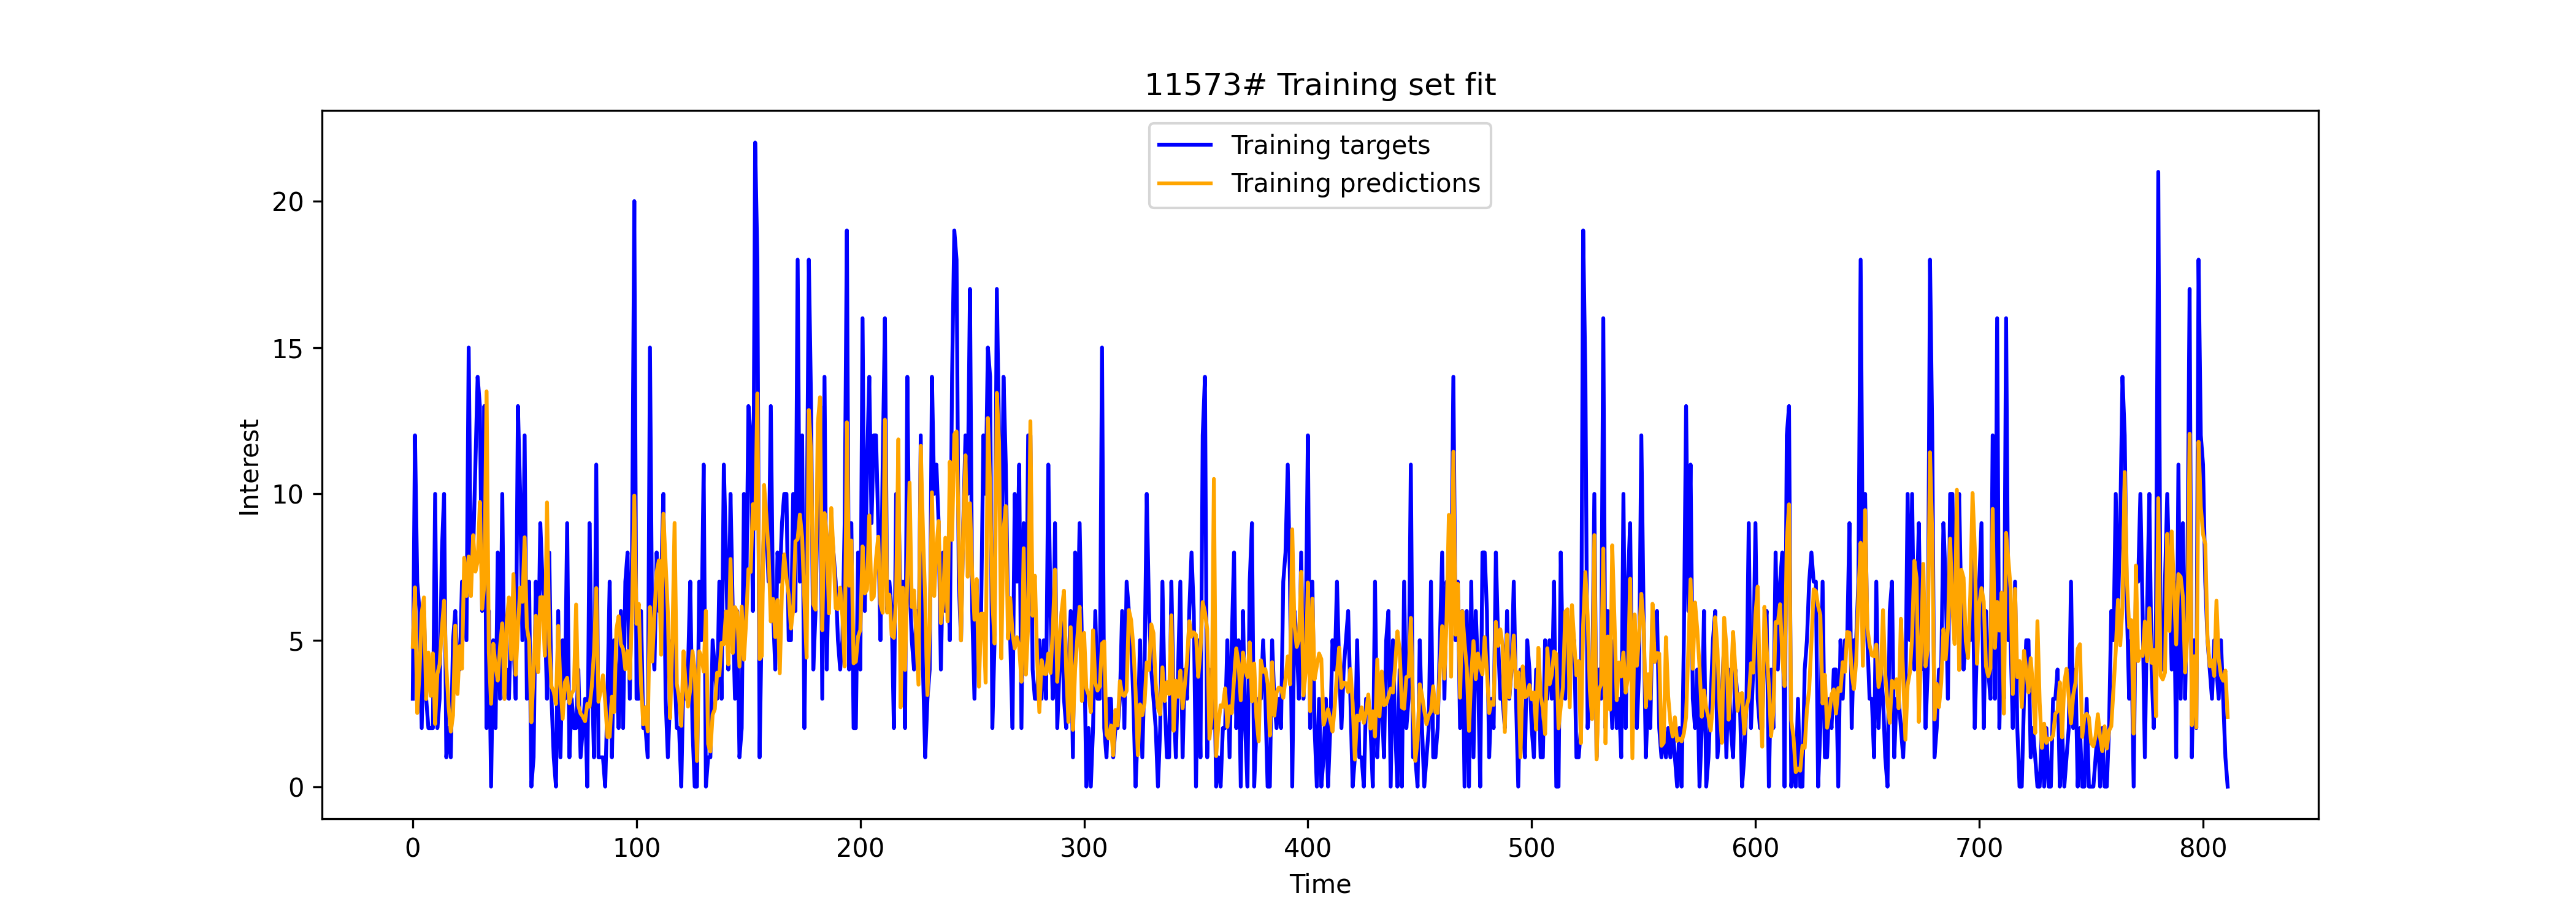 11573# Training set fit
Training targets
Training predictions
Interest
20
15
10
5
0
0 100 200 300 400 500 600 700 800
Time